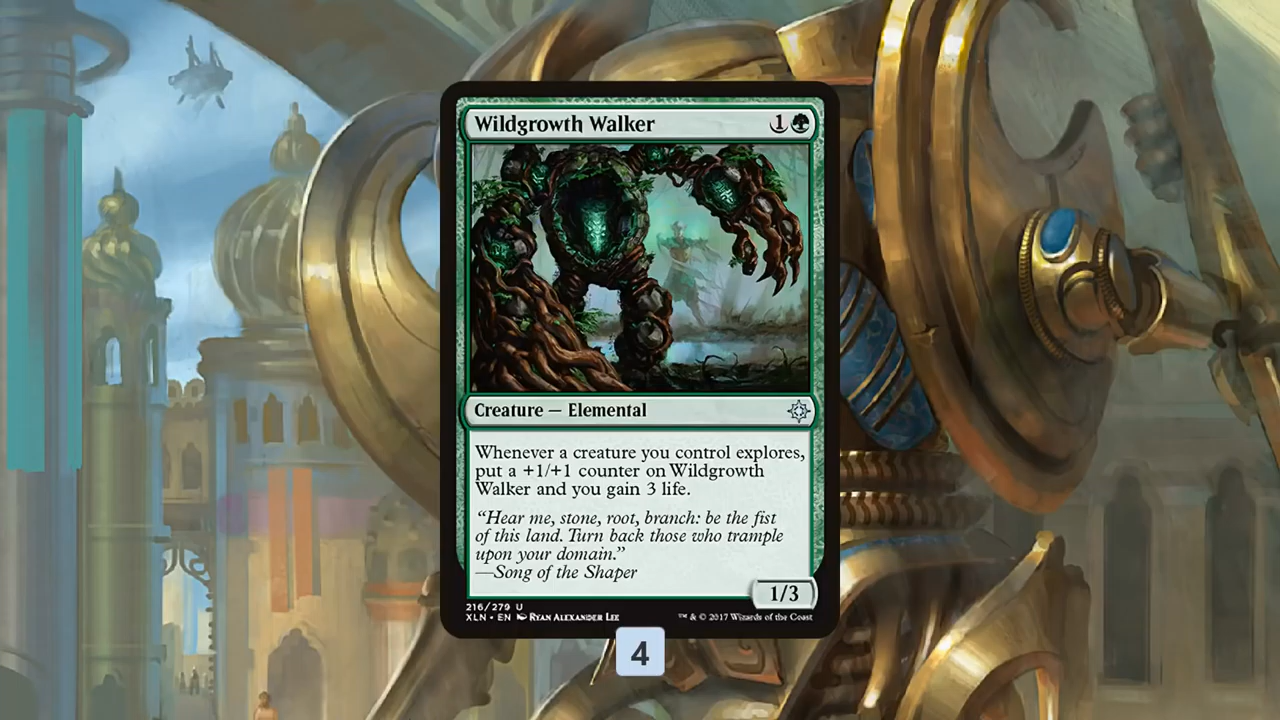 Wildgrowth Walker 1
Creature — Elemental
Whenever a creature you control explores,
put a +1/+1 counter on Wildgrowth
Walker and you gain 3 life.
“Hear me, stone, root, branch: be the fist
of this land. Turn back those who trample
upon your domain.”
—Song of the Shaper
1/3
216/279 U
XLN • EN Ryan Alexander Lee
™ & © 2017 Wizards of the Coast
4